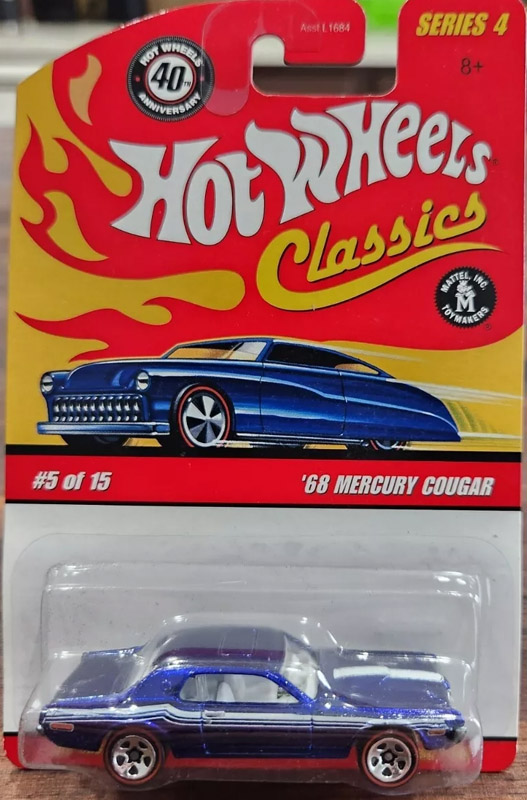 Asst.L1684
SERIES 4
8+
HOT WHEELS
40TH
ANNIVERSARY
Hot Wheels®
Classics
MATTEL, INC.
M
TOYMAKERS®
#5 of 15
'68 MERCURY COUGAR